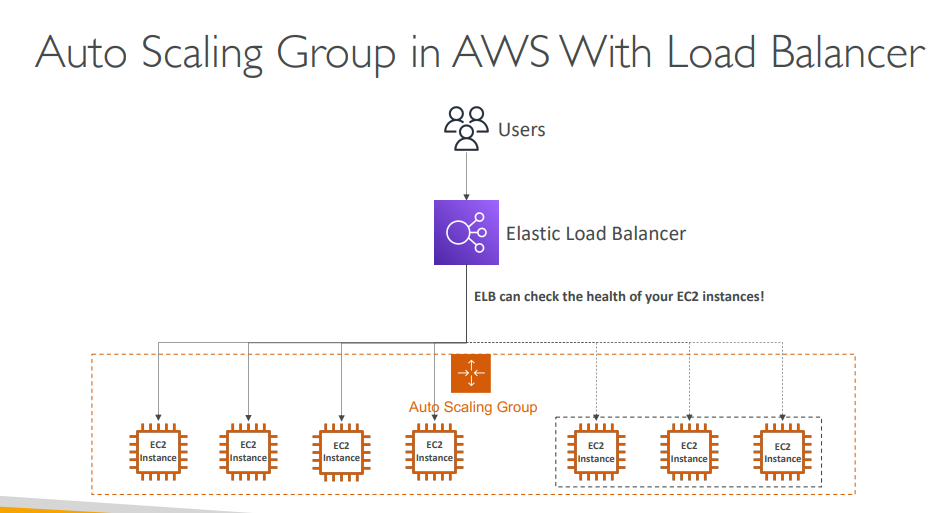 Auto Scaling Group in AWS With Load Balancer
Users
Elastic Load Balancer
ELB can check the health of your EC2 instances!
Auto Scaling Group
EC2
Instance
EC2
Instance
EC2
Instance
EC2
Instance
EC2
Instance
EC2
Instance
EC2
Instance